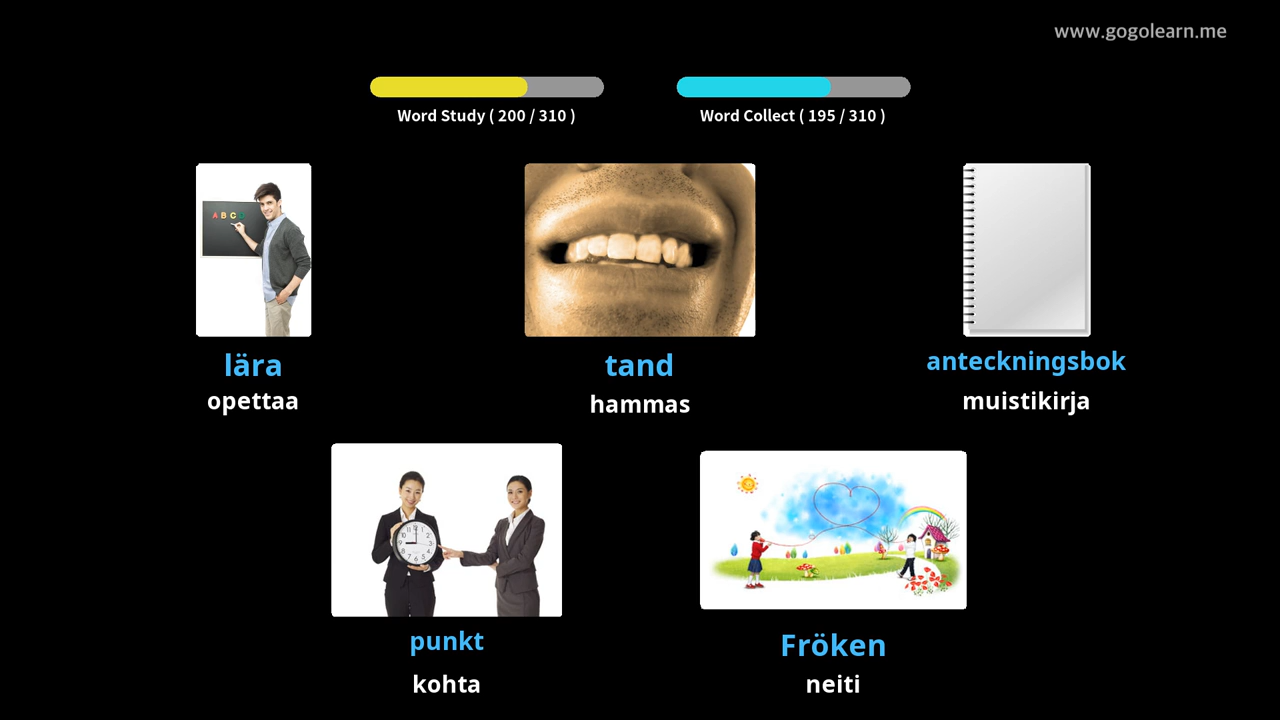 www.gogolearn.me
Word Study ( 200 / 310 )
Word Collect ( 195 / 310 )
A B C D
lära
opettaa
tand
hammas
anteckningsbok
muistikirja
punkt
kohta
Fröken
neiti